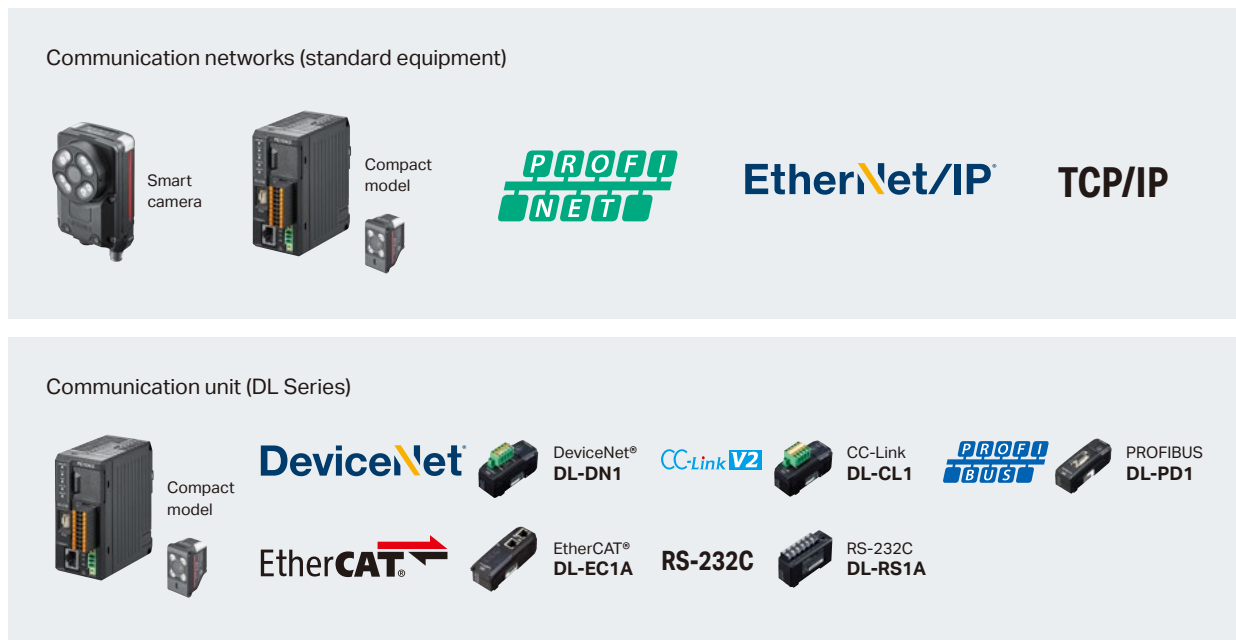 Communication networks (standard equipment)
Smart
camera
Compact
model
PROFI
NET
EtherNet/IP®
TCP/IP
Communication unit (DL Series)
Compact
model
DeviceNet®
DeviceNet®
DL-DN1
CC-Link V2
CC-Link
DL-CL1
PROFI
BUS
PROFIBUS
DL-PD1
EtherCAT®
EtherCAT®
DL-EC1A
RS-232C
RS-232C
DL-RS1A